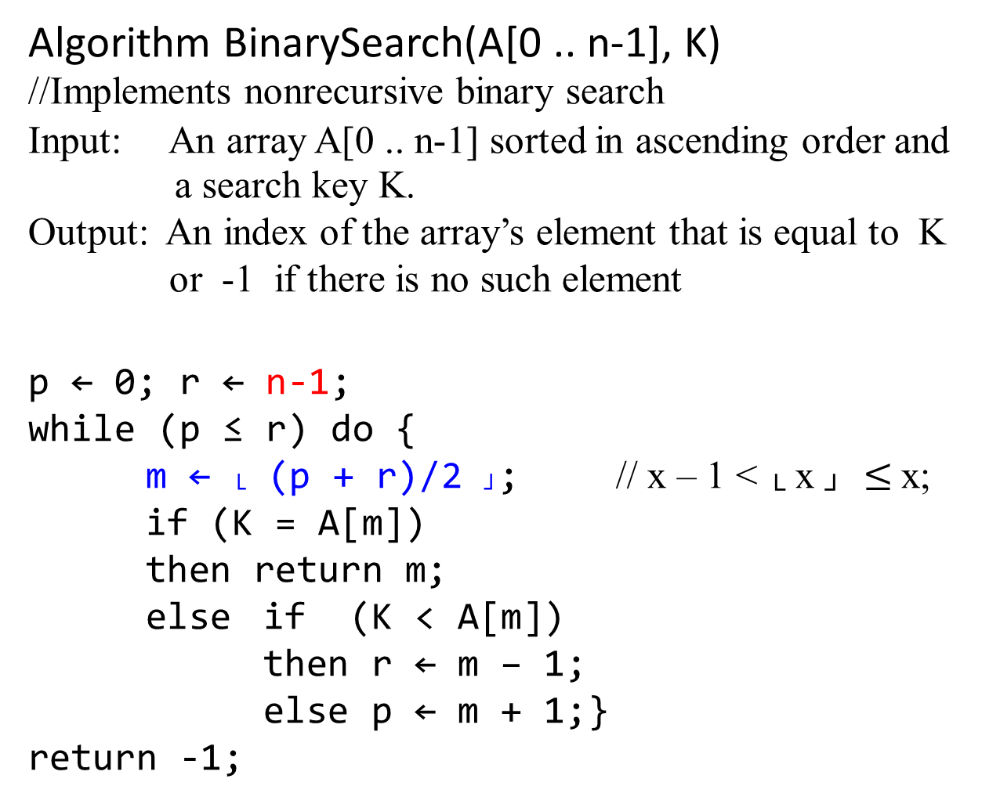 Algorithm BinarySearch(A[0 .. n-1], K)
//Implements nonrecursive binary search
Input: An array A[0 .. n-1] sorted in ascending order and
a search key K.
Output: An index of the array’s element that is equal to K
or -1 if there is no such element
p ← 0; r ← n-1;
while (p ≤ r) do {
m ← ⌞ (p + r)/2 ⌟; // x – 1 < ⌞ x ⌟ ≤ x;
if (K = A[m])
then return m;
else if (K < A[m])
then r ← m – 1;
else p ← m + 1;}
return -1;